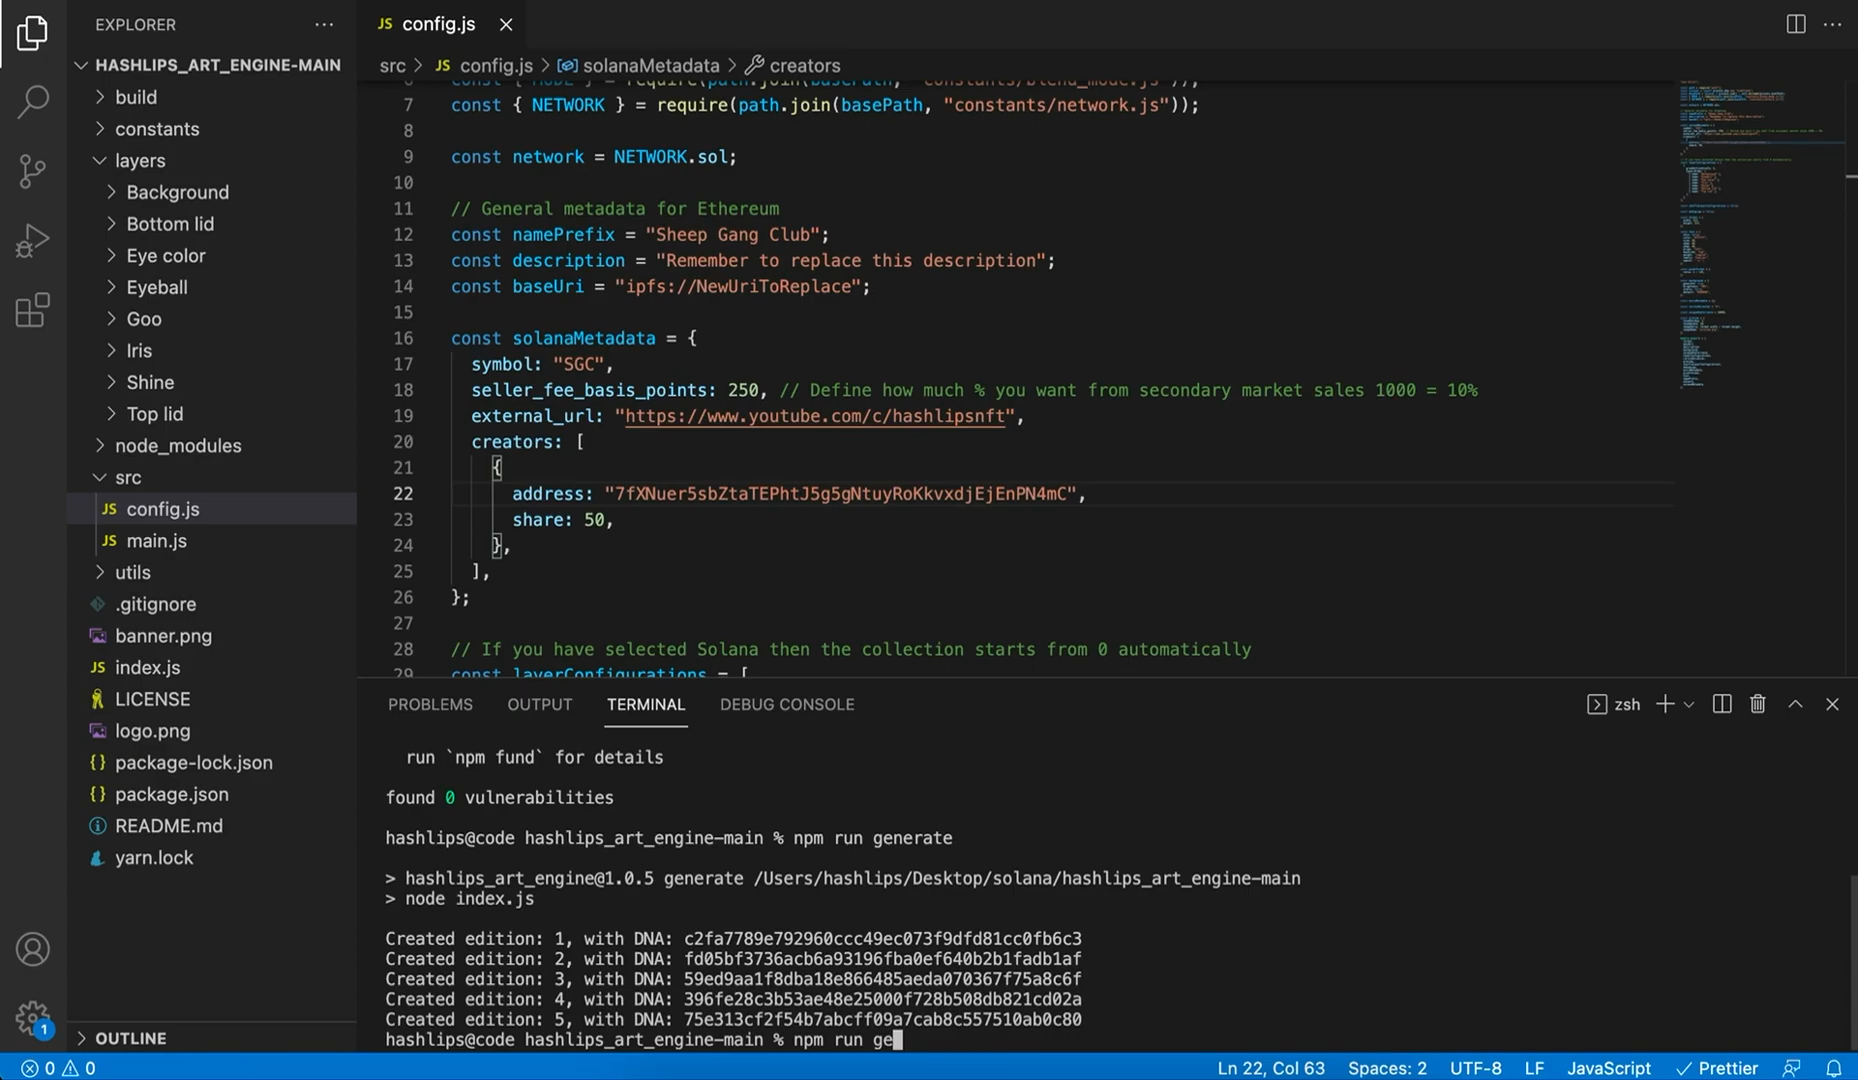 EXPLORER
HASHLIPS_ART_ENGINE-MAIN
build
constants
layers
Background
Bottom lid
Eye color
Eyeball
Goo
Iris
Shine
Top lid
node_modules
src
JS config.js
JS main.js
utils
.gitignore
banner.png
JS index.js
LICENSE
logo.png
{} package-lock.json
{} package.json
README.md
yarn.lock
OUTLINE
1
JS config.js
src > JS config.js > solanaMetadata > creators
7 const { NETWORK } = require(path.join(basePath, "constants/network.js"));
8
9 const network = NETWORK.sol;
10
11 // General metadata for Ethereum
12 const namePrefix = "Sheep Gang Club";
13 const description = "Remember to replace this description";
14 const baseUri = "ipfs://NewUriToReplace";
15
16 const solanaMetadata = {
17 symbol: "SGC",
18 seller_fee_basis_points: 250, // Define how much % you want from secondary market sales 1000 = 10%
19 external_url: "https://www.youtube.com/c/hashlipsnft",
20 creators: [
21 {
22 address: "7fXNuer5sbZtaTEPhtJ5g5gNtuyRoKkvxdjEjEnPN4mC",
23 share: 50,
24 },
25 ],
26 };
27
28 // If you have selected Solana then the collection starts from 0 automatically
29 const layerConfigurations = [
PROBLEMS OUTPUT TERMINAL DEBUG CONSOLE zsh
run `npm fund` for details
found 0 vulnerabilities
hashlips@code hashlips_art_engine-main % npm run generate
> hashlips_art_engine@1.0.5 generate /Users/hashlips/Desktop/solana/hashlips_art_engine-main
> node index.js
Created edition: 1, with DNA: c2fa7789e792960ccc49ec073f9dfd81cc0fb6c3
Created edition: 2, with DNA: fd05bf3736acb6a93196fba0ef640b2b1fadb1af
Created edition: 3, with DNA: 59ed9aa1f8dba18e866485aeda070367f75a8c6f
Created edition: 4, with DNA: 396fe28c3b53ae48e25000f728b508db821cd02a
Created edition: 5, with DNA: 75e313cf2f54b7abcff09a7cab8c557510ab0c80
hashlips@code hashlips_art_engine-main % npm run ge
0 0 Ln 22, Col 63 Spaces: 2 UTF-8 LF JavaScript Prettier